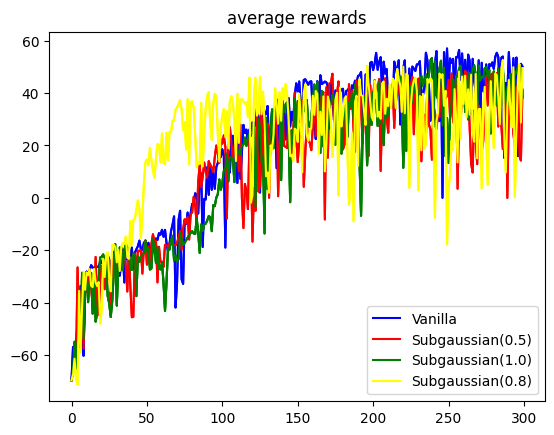 average rewards
60
40
20
0
−20
−40
−60
0
50
100
150
200
250
300
Vanilla
Subgaussian(0.5)
Subgaussian(1.0)
Subgaussian(0.8)